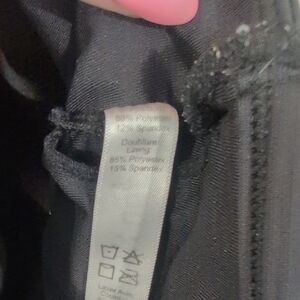 88% Polyester
12% Spandex
Doublure
Lining
85% Polyester
15% Spandex